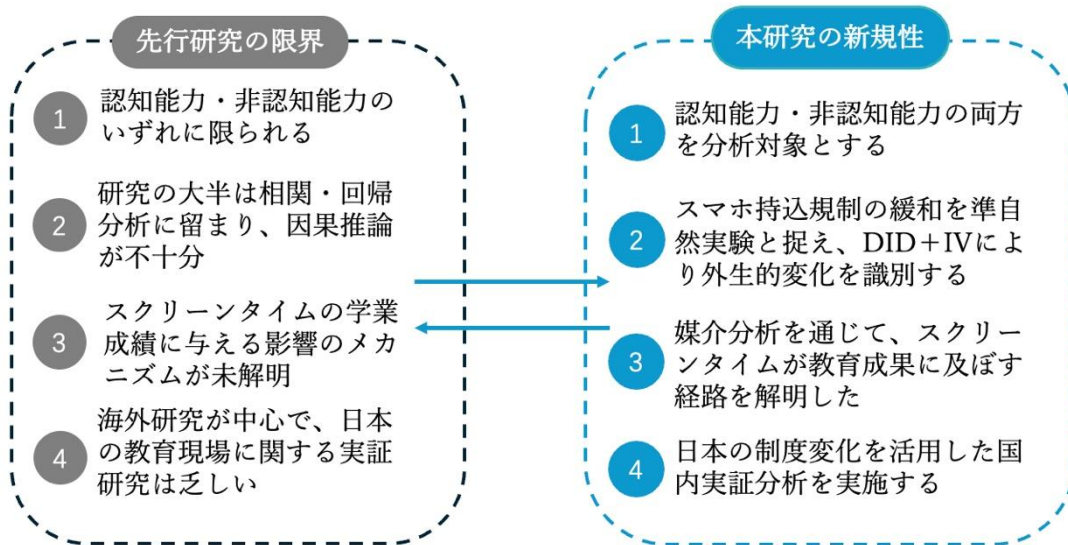 先行研究の限界
1
認知能力・非認知能力の
いずれに限られる
2
研究の大半は相関・回帰
分析に留まり、因果推論
が不十分
3
スクリーンタイムの学業
成績に与える影響のメカ
ニズムが未解明
4
海外研究が中心で、日本
の教育現場に関する実証
研究は乏しい
本研究の新規性
1
認知能力・非認知能力の両方
を分析対象とする
2
スマホ持込規制の緩和を準自
然実験と捉え、DID＋IVによ
り外生的変化を識別する
3
媒介分析を通じて、スクリー
ンタイムが教育成果に及ぼす
経路を解明した
4
日本の制度変化を活用した国
内実証分析を実施する